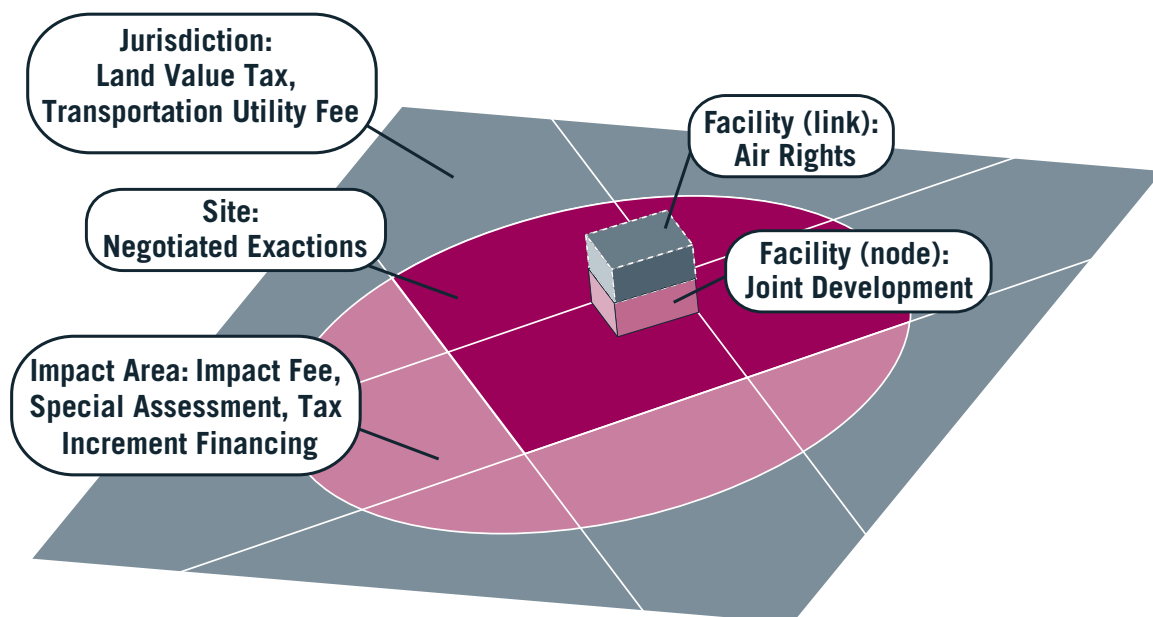 Jurisdiction:
Land Value Tax,
Transportation Utility Fee
Facility (link):
Air Rights
Site:
Negotiated Exactions
Facility (node):
Joint Development
Impact Area: Impact Fee,
Special Assessment, Tax
Increment Financing